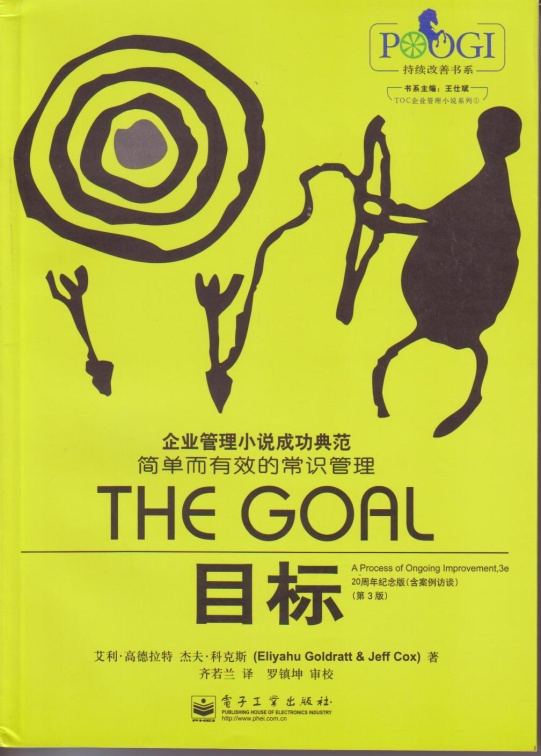 POOGI
持续改善书系
书系主编：王仕斌
TOC企业管理小说系列①
企业管理小说成功典范
简单而有效的常识管理
THE GOAL
目标
A Process of Ongoing Improvement,3e
20周年纪念版(含案例访谈)
(第3版)
艾利·高德拉特 杰夫·科克斯 (Eliyahu Goldratt & Jeff Cox) 著
齐若兰 译 罗镇坤 审校
电子工业出版社
PUBLISHING HOUSE OF ELECTRONICS INDUSTRY
http://www.phei.com.cn